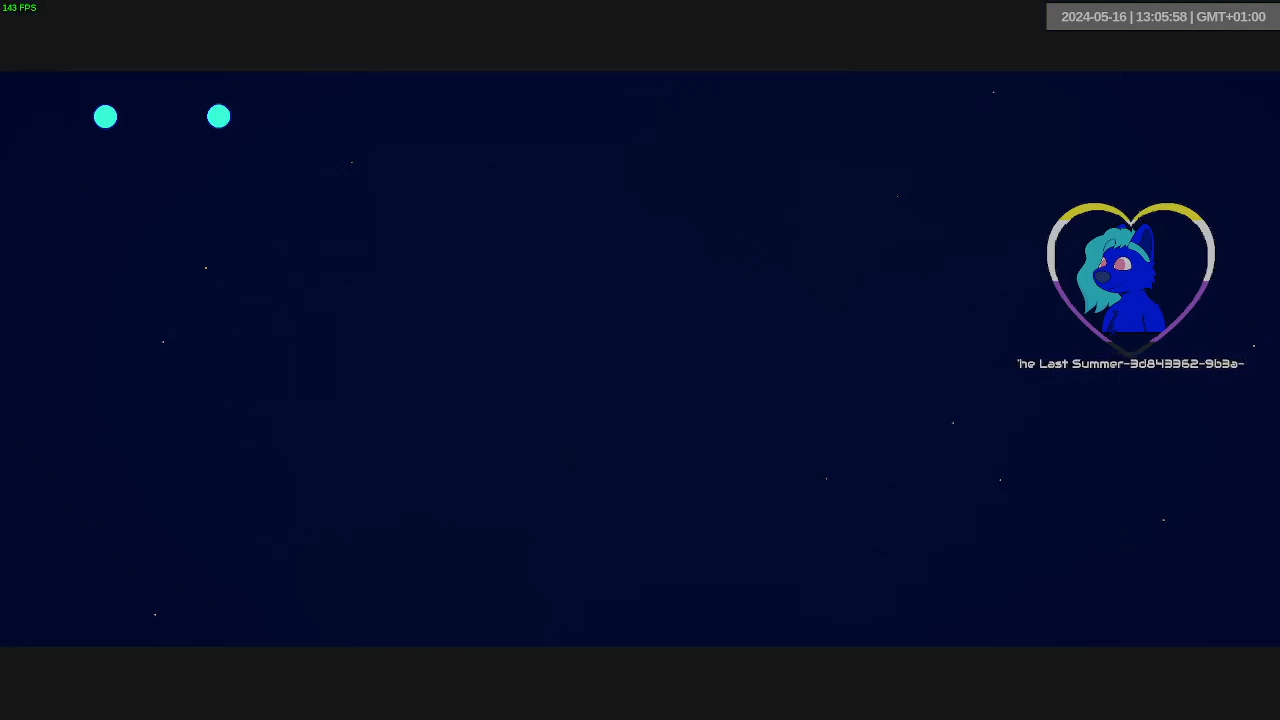 143 FPS
2024-05-16 | 13:05:58 | GMT+01:00
he Last Summer-3d843362-9b3a-